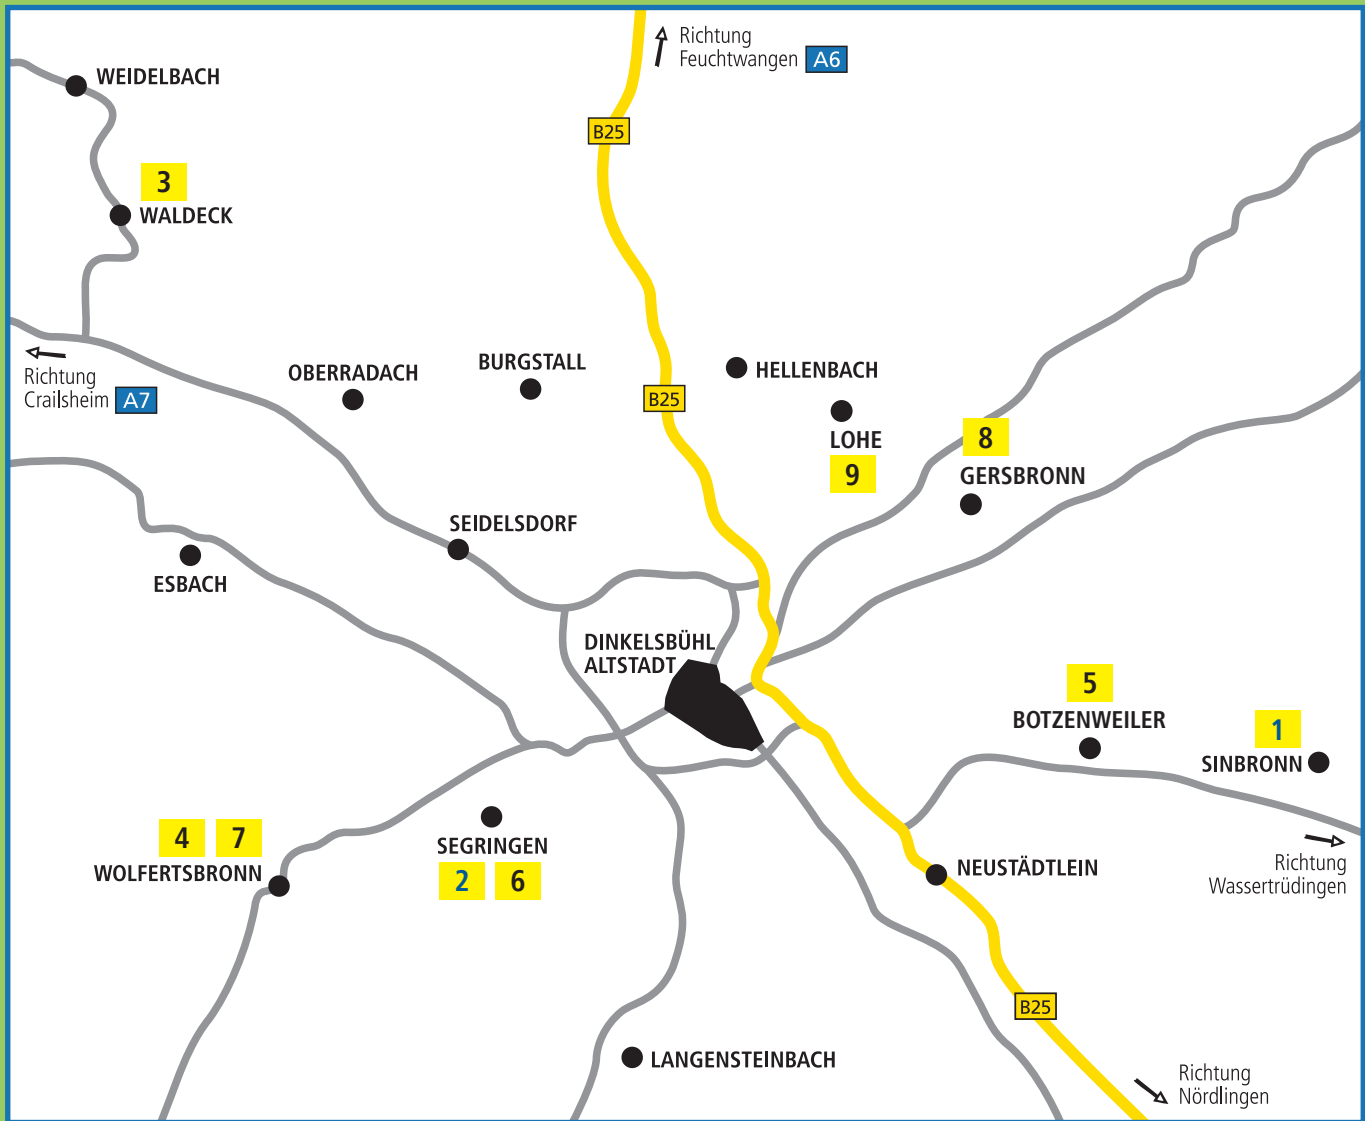 Richtung
Feuchtwangen A6
WEIDELBACH
B25
3
WALDECK
Richtung
Crailsheim A7
OBERRADACH
BURGSTALL
HELLENBACH
B25
LOHE
9
8
GERSBRONN
SEIDELSDORF
ESBACH
DINKELSBÜHL
ALTSTADT
5
BOTZENWEILER
1
SINBRONN
4 7
WOLFERTSBRONN
SEGRINGEN
2 6
NEUSTÄDTLEIN
Richtung
Wassertrüdingen
B25
LANGENSTEINBACH
Richtung
Nördlingen